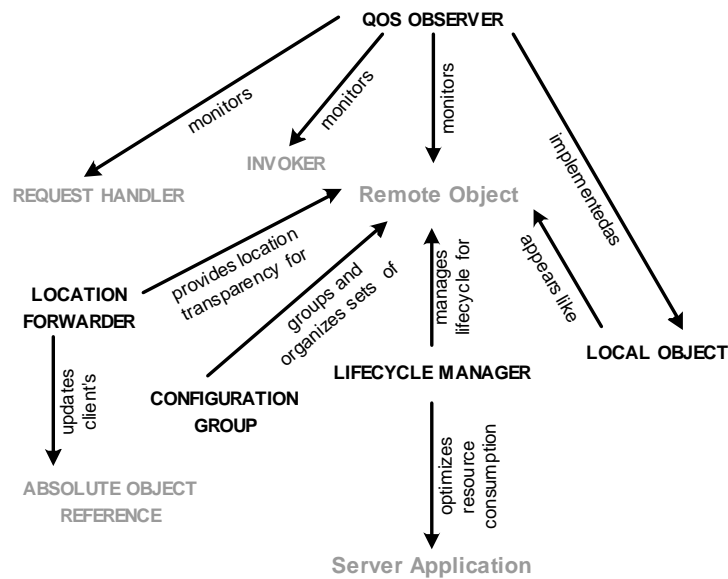 QOS OBSERVER
monitors
monitors
monitors
implementedas
INVOKER
REQUEST HANDLER
Remote Object
provides location
transparency for
groups and
organizes sets of
manages
lifecycle for
appears like
LOCATION
FORWARDER
LOCAL OBJECT
CONFIGURATION
GROUP
LIFECYCLE MANAGER
updates
client's
optimizes
resource
consumption
ABSOLUTE OBJECT
REFERENCE
Server Application